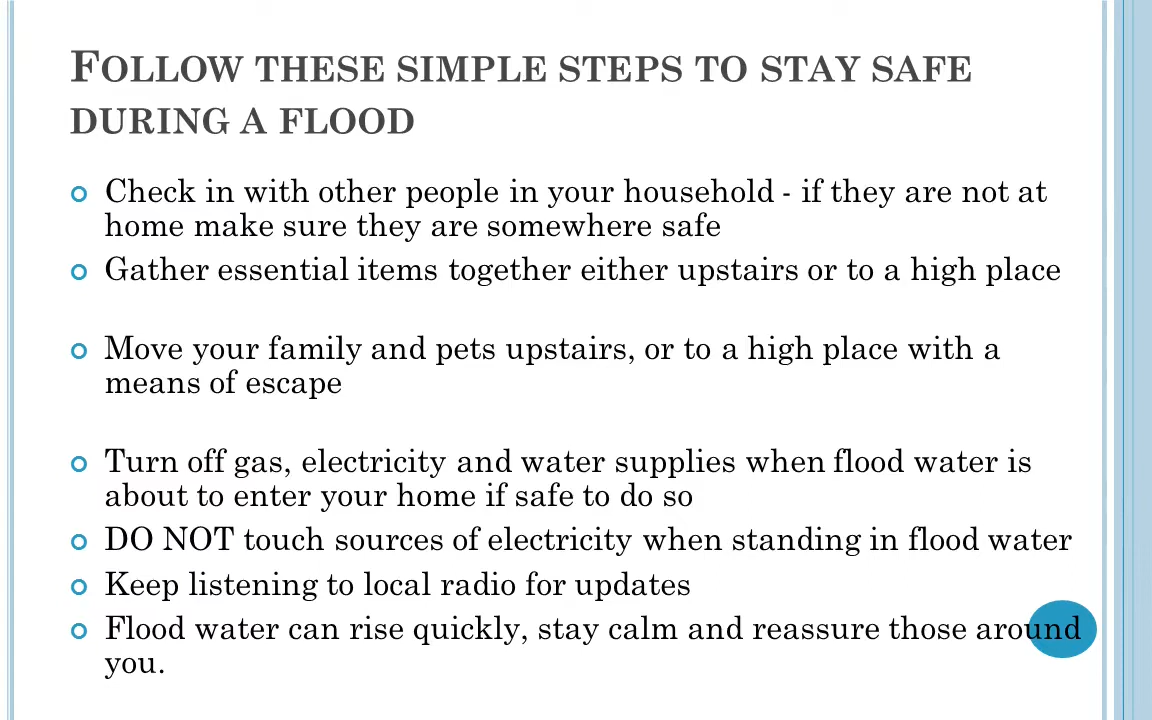 FOLLOW THESE SIMPLE STEPS TO STAY SAFE
DURING A FLOOD
Check in with other people in your household - if they are not at
home make sure they are somewhere safe
Gather essential items together either upstairs or to a high place
Move your family and pets upstairs, or to a high place with a
means of escape
Turn off gas, electricity and water supplies when flood water is
about to enter your home if safe to do so
DO NOT touch sources of electricity when standing in flood water
Keep listening to local radio for updates
Flood water can rise quickly, stay calm and reassure those around
you.